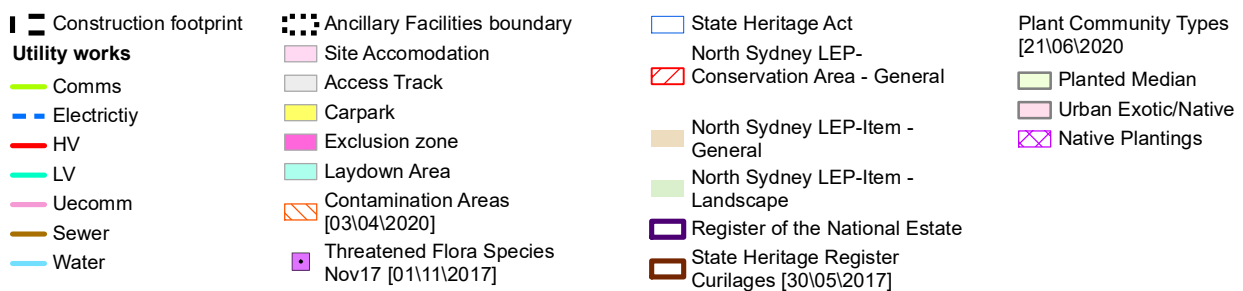 Construction footprint
Utility works
Comms
Electrictiy
HV
LV
Uecomm
Sewer
Water
Ancillary Facilities boundary
Site Accomodation
Access Track
Carpark
Exclusion zone
Laydown Area
Contamination Areas
[03\04\2020]
Threatened Flora Species
Nov17 [01\11\2017]
State Heritage Act
North Sydney LEP-
Conservation Area - General
North Sydney LEP-Item -
General
North Sydney LEP-Item -
Landscape
Register of the National Estate
State Heritage Register
Curilages [30\05\2017]
Plant Community Types
[21\06\2020
Planted Median
Urban Exotic/Native
Native Plantings